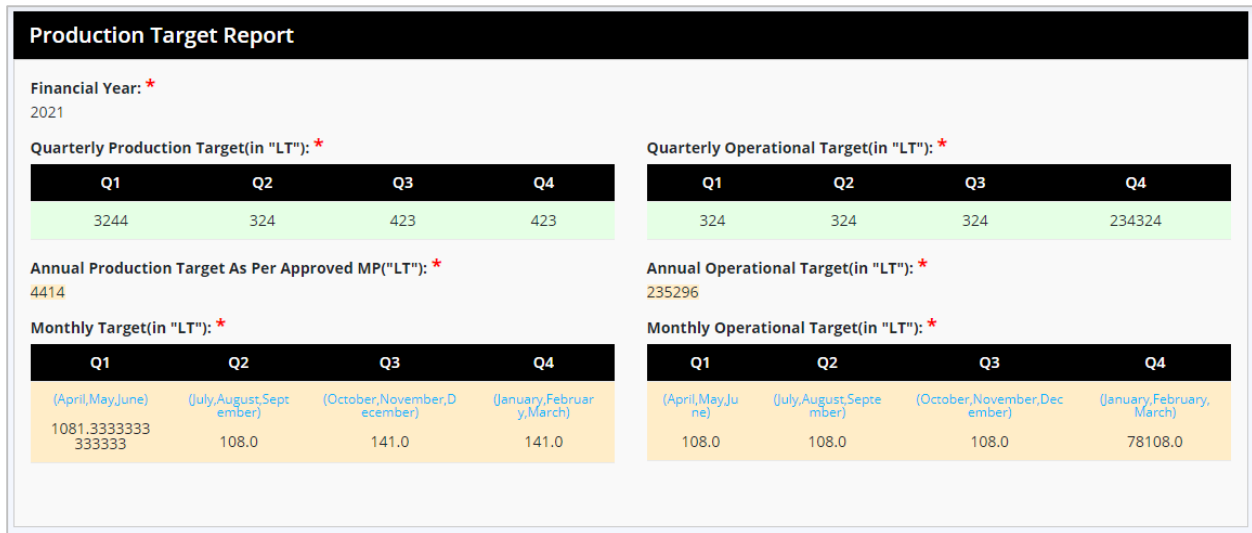 Production Target Report
Financial Year: *
2021
Quarterly Production Target(in "LT"): *
Q1 Q2 Q3 Q4
3244 324 423 423
Quarterly Operational Target(in "LT"): *
Q1 Q2 Q3 Q4
324 324 324 234324
Annual Production Target As Per Approved MP("LT"): *
4414
Annual Operational Target(in "LT"): *
235296
Monthly Target(in "LT"): *
Q1 Q2 Q3 Q4
(April,May,June) (July,August,Sept (October,November,D (January,Februar
ember) ecember) y,March)
1081.3333333
333333 108.0 141.0 141.0
Monthly Operational Target(in "LT"): *
Q1 Q2 Q3 Q4
(April,May,Ju (July,August,Septe (October,November,Dec (January,February,
ne) mber) ember) March)
108.0 108.0 108.0 78108.0